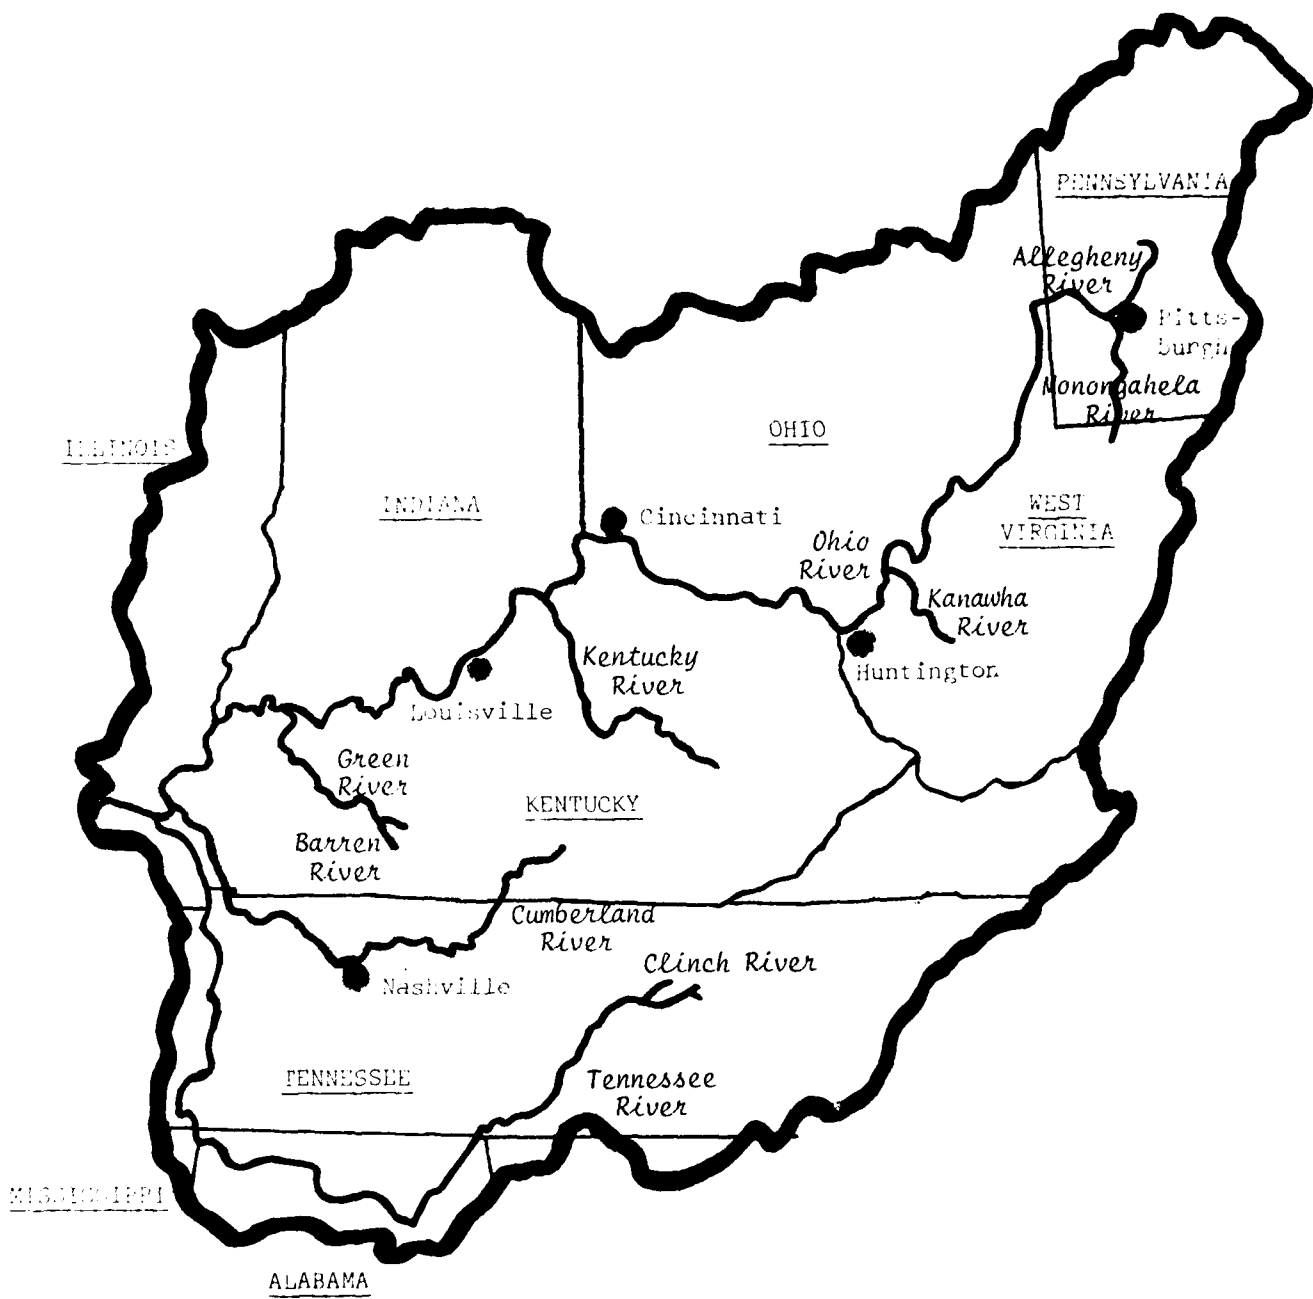 PENNSYLVANIA
Allegheny
River
Pitts-
burgh
Monongahela
River
ILLINOIS
OHIO
INDIANA
WEST
VIRGINIA
Cincinnati
Ohio
River
Kanawha
River
Kentucky
River
Huntington
Louisville
Green
River
KENTUCKY
Barren
River
Cumberland
River
Clinch River
Nashville
TENNESSEE
Tennessee
River
MISSISSIPPI
ALABAMA